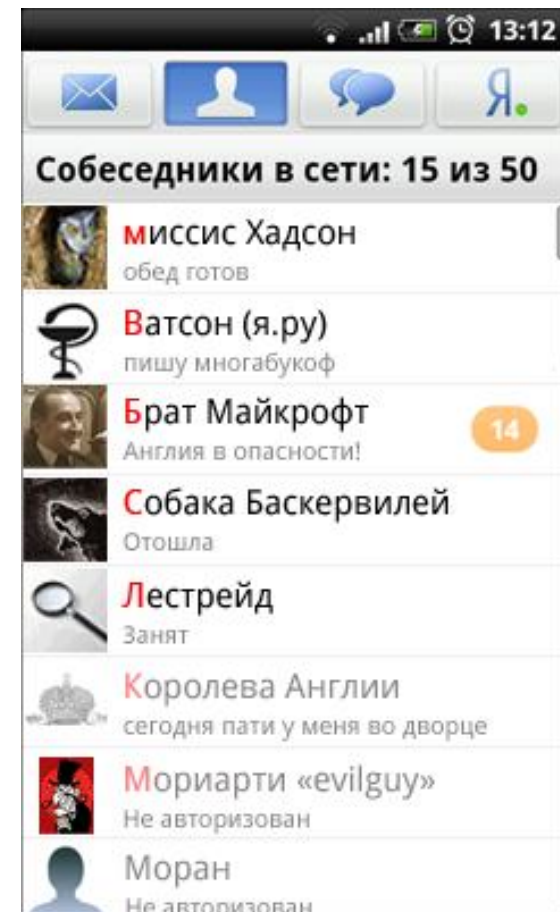 13:12
Я.
Собеседники в сети: 15 из 50
миссис Хадсон
обед готов
Ватсон (я.ру)
пишу многабукоф
Брат Майкрофт
14
Англия в опасности!
Собака Баскервилей
Отошла
Лестрейд
Занят
Королева Англии
сегодня пати у меня во дворце
Мориарти «evilguy»
Не авторизован
Моран
Не авторизован